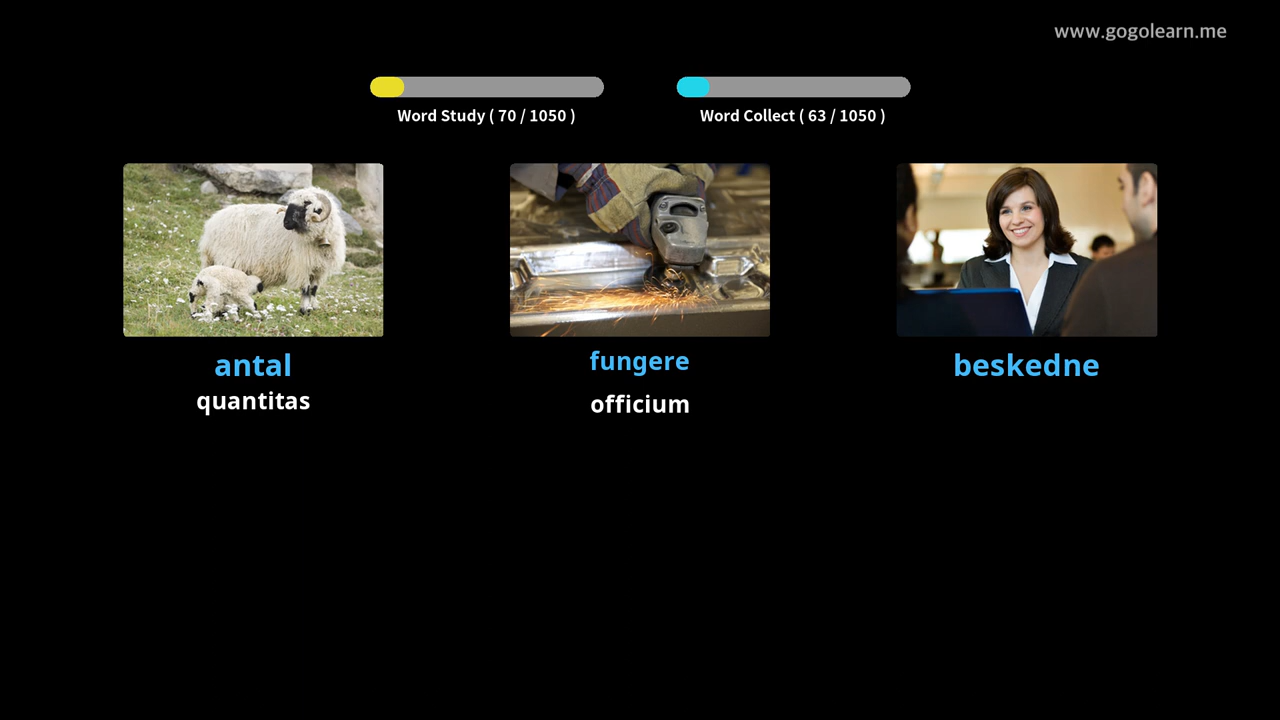 www.gogolearn.me
Word Study ( 70 / 1050 )
Word Collect ( 63 / 1050 )
antal
quantitas
fungere
officium
beskedne